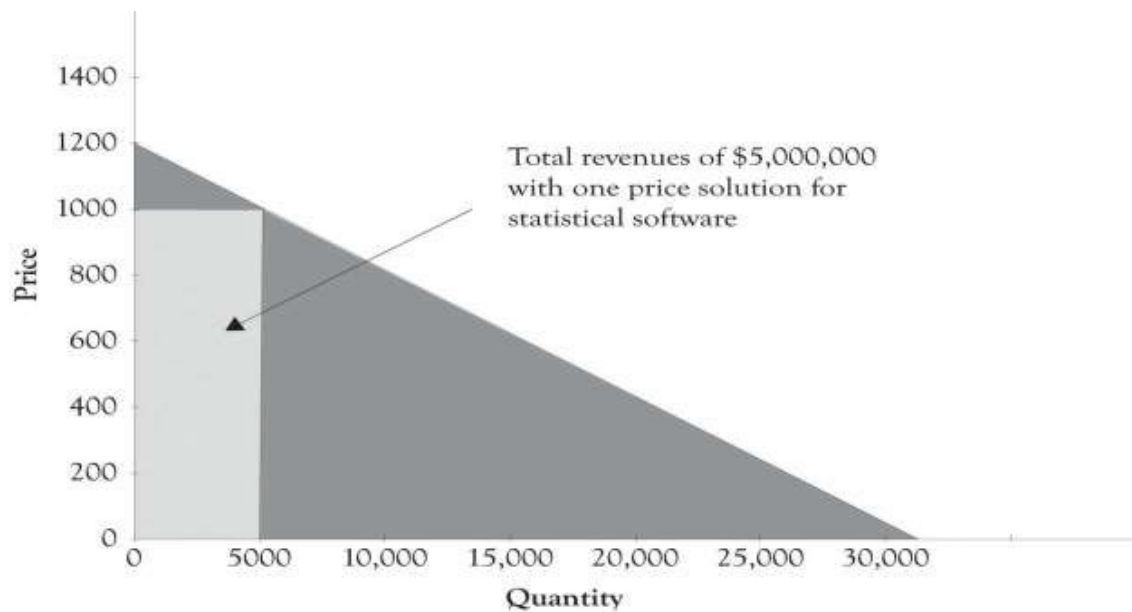 1400
1200
Total revenues of $5,000,000
with one price solution for
statistical software
1000
800
Price
600
400
200
0
0 5000 10,000 15,000 20,000 25,000 30,000
Quantity